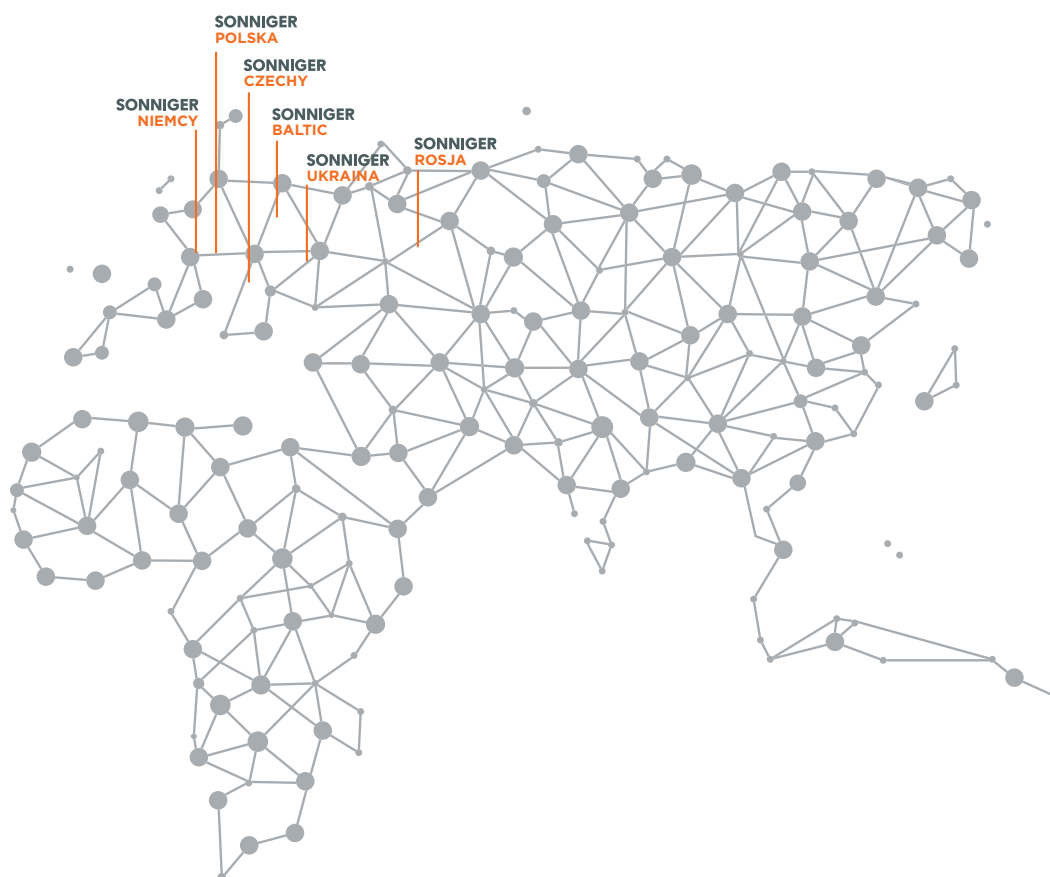 SONNIGER
POLSKA
SONNIGER
CZECHY
SONNIGER
NIEMCY
SONNIGER
BALTIC
SONNIGER
ROSJA
SONNIGER
UKRAINA